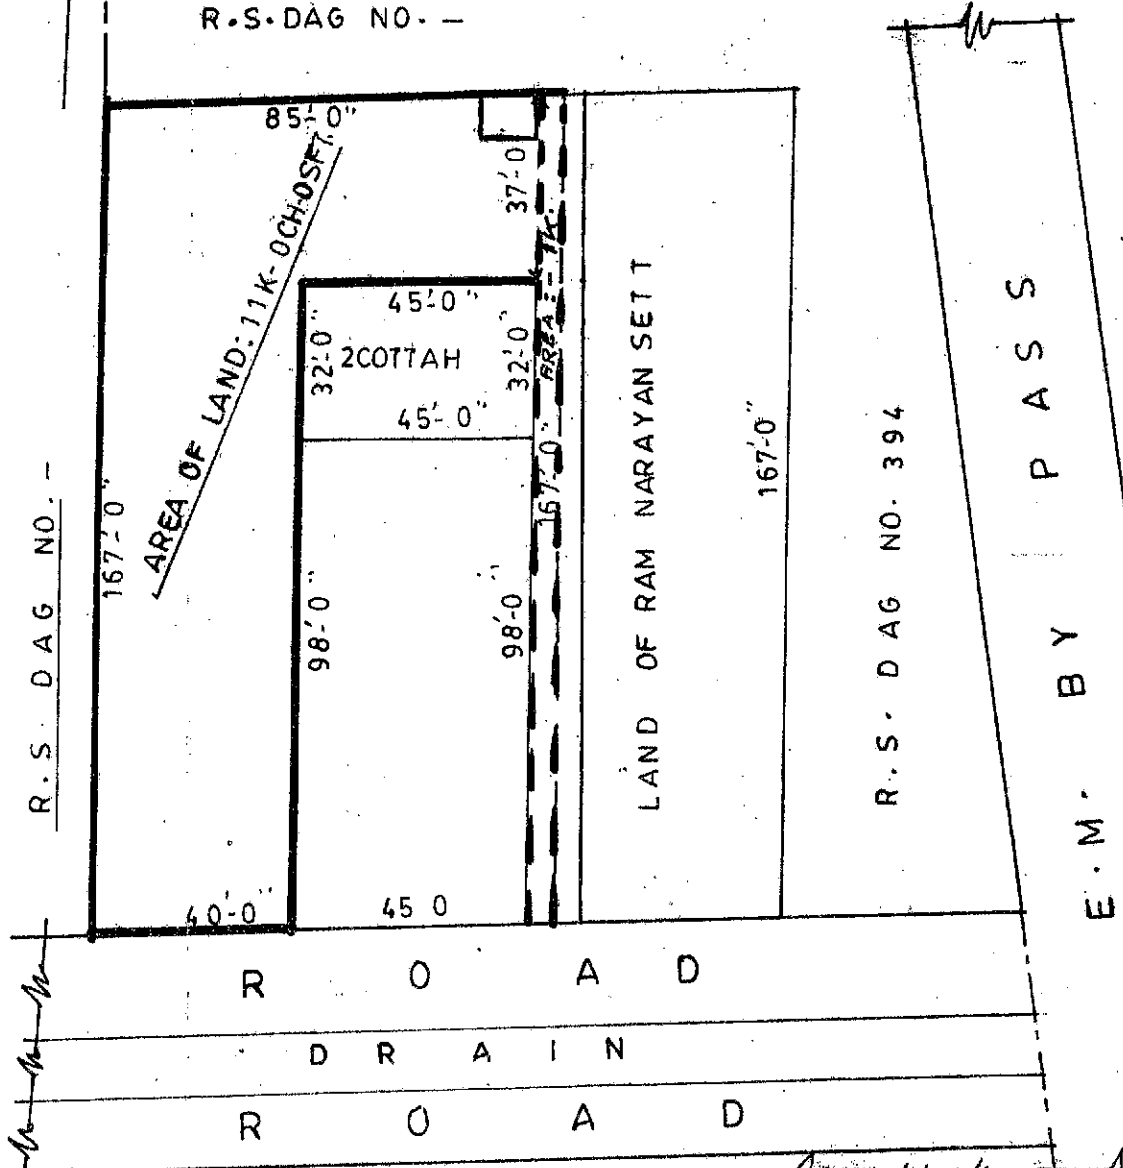 R.S.DAG NO. -
85'-0"
37'-0"
AREA OF LAND: 11K-0CH-0SFT.
AREA :- 1K.
45'-0"
32'-0"
2COTTAH
32'-0"
45'-0"
167'-0"
167'-0"
98'-0"
98'-0"
LAND OF RAM NARAYAN SETT
167'-0"
R.S. DAG NO. 394
R.S. DAG NO. -
E.M. BY PASS
40'-0"
45 0
ROAD
DRAIN
ROAD